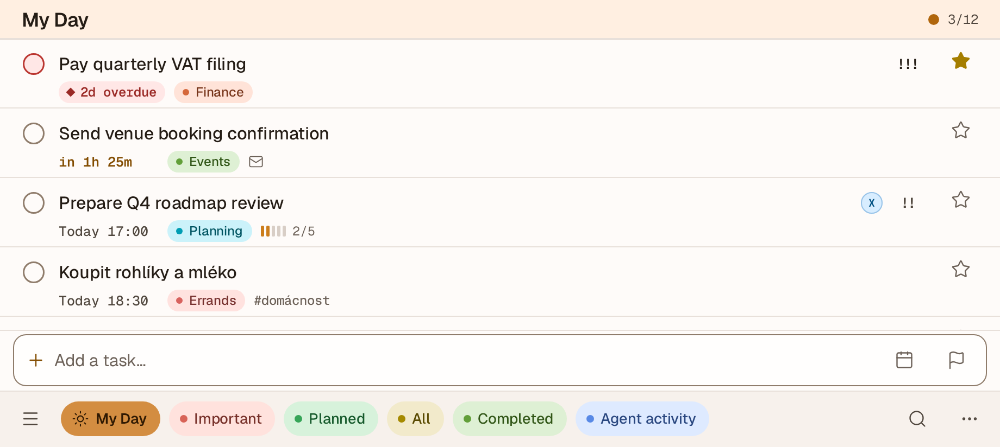 My Day 3/12
Pay quarterly VAT filing !!!
2d overdue Finance
Send venue booking confirmation
in 1h 25m Events
Prepare Q4 roadmap review X !!
Today 17:00 Planning 2/5
Koupit rohlíky a mléko
Today 18:30 Errands #domácnost
Add a task…
My Day Important Planned All Completed Agent activity